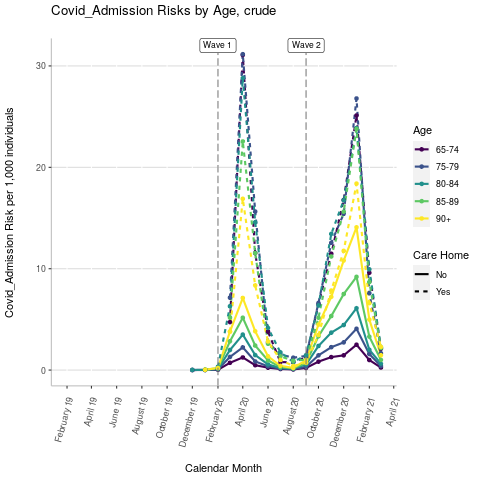 Covid_Admission Risks by Age, crude
Wave 1
Wave 2
30
20
10
0
Covid_Admission Risk per 1,000 individuals
February 19
April 19
June 19
August 19
October 19
December 19
February 20
April 20
June 20
August 20
October 20
December 20
February 21
April 21
Calendar Month
Age
65-74
75-79
80-84
85-89
90+
Care Home
No
Yes